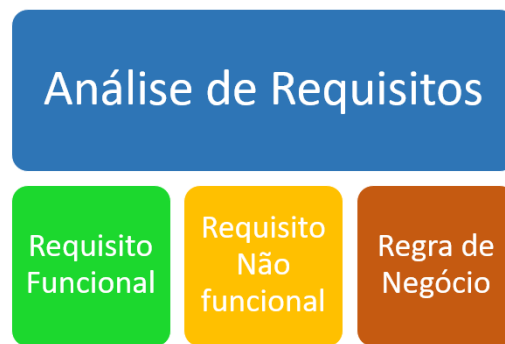 Análise de Requisitos
Requisito
Funcional
Requisito
Não
funcional
Regra de
Negócio